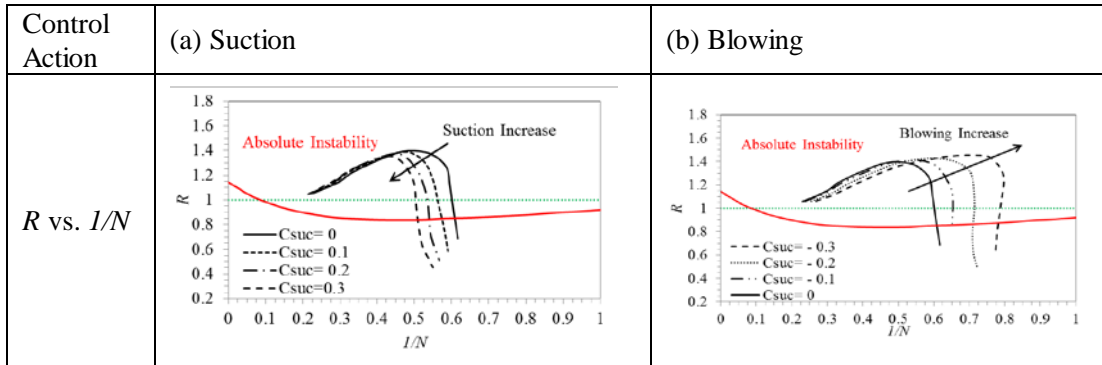 Control
Action
(a) Suction
(b) Blowing
R vs. 1/N
1.8
1.6
1.4
1.2
1
0.8
0.6
0.4
0.2
R
Absolute Instability
Suction Increase
Csuc= 0
Csuc= 0.1
Csuc= 0.2
Csuc=0.3
0 0.1 0.2 0.3 0.4 0.5 0.6 0.7 0.8 0.9 1
1/N
1.8
1.6
1.4
1.2
1
0.8
0.6
0.4
0.2
R
Absolute Instability
Blowing Increase
Csuc= - 0.3
Csuc= - 0.2
Csuc= - 0.1
Csuc= 0
0 0.1 0.2 0.3 0.4 0.5 0.6 0.7 0.8 0.9 1
1/N